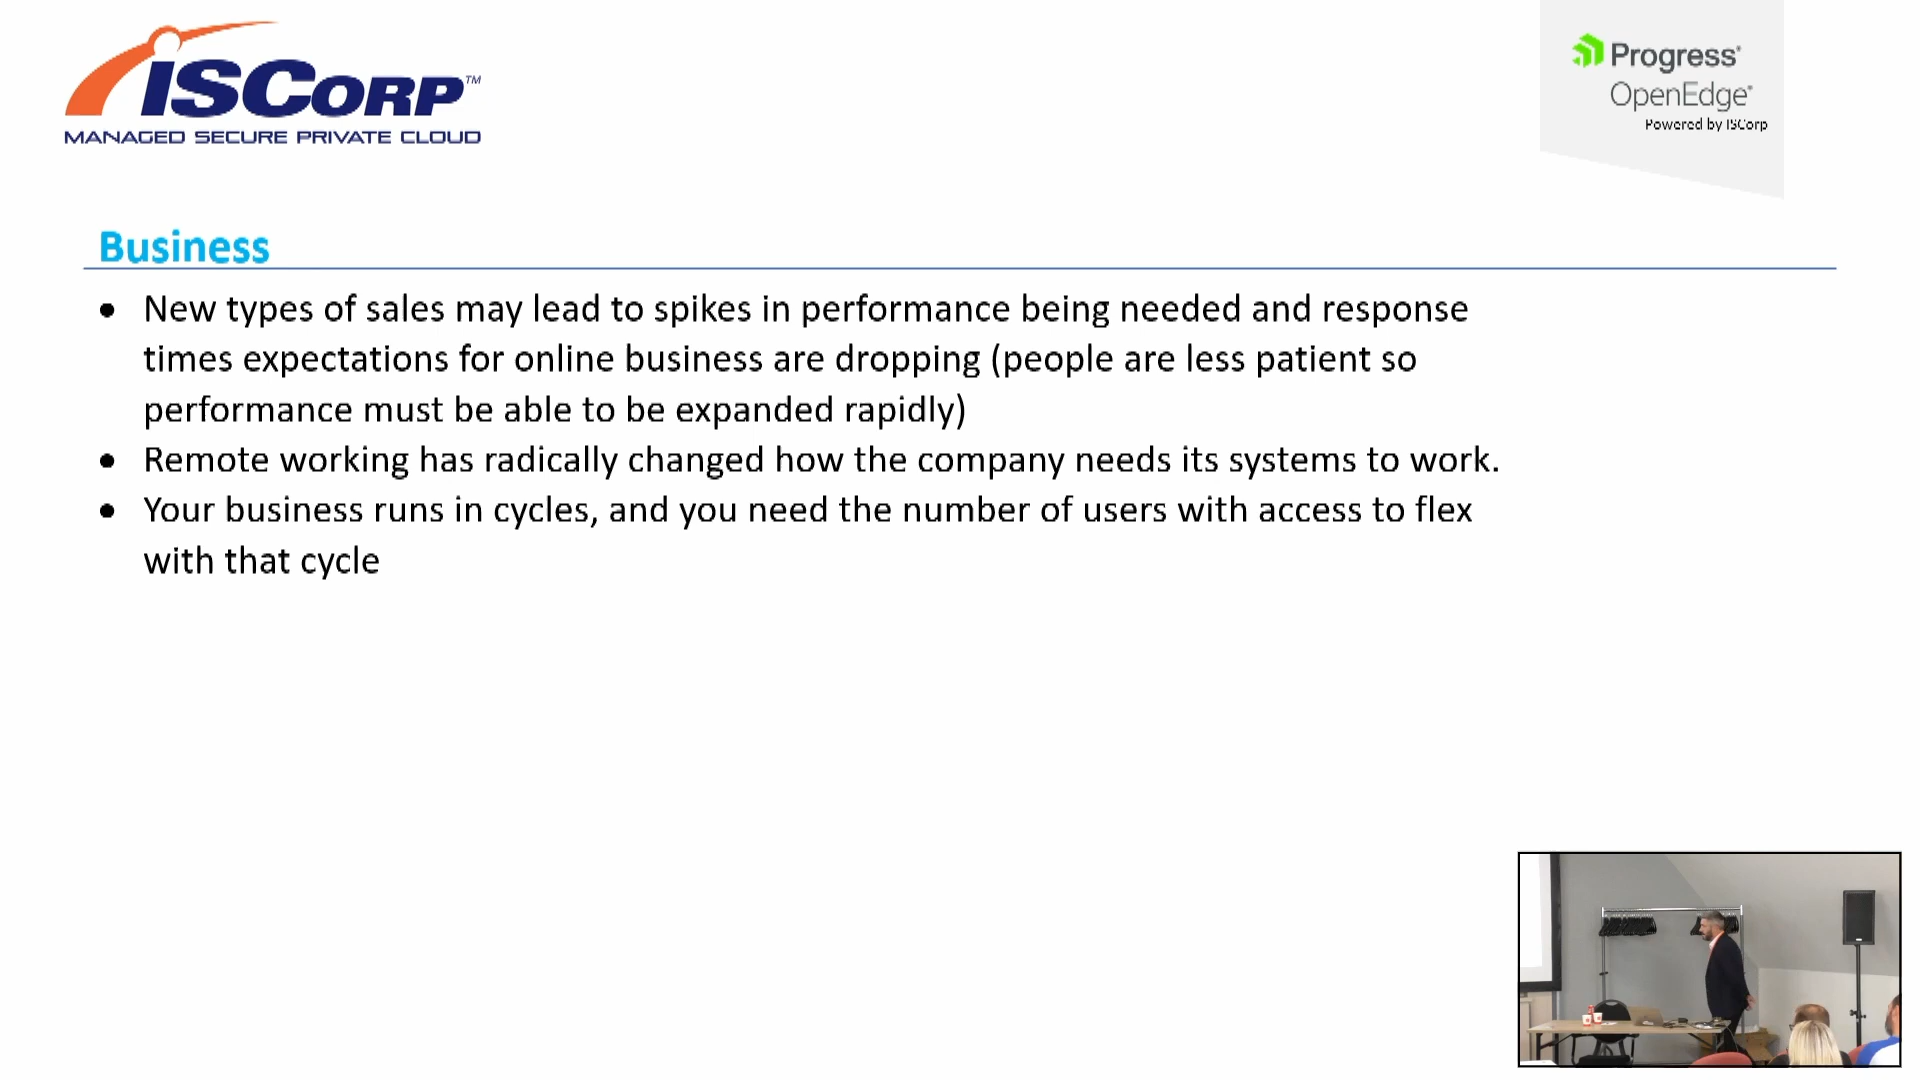 ISCORP™
MANAGED SECURE PRIVATE CLOUD
Progress®
OpenEdge®
Powered by ISCorp
Business
• New types of sales may lead to spikes in performance being needed and response
times expectations for online business are dropping (people are less patient so
performance must be able to be expanded rapidly)
• Remote working has radically changed how the company needs its systems to work.
• Your business runs in cycles, and you need the number of users with access to flex
with that cycle